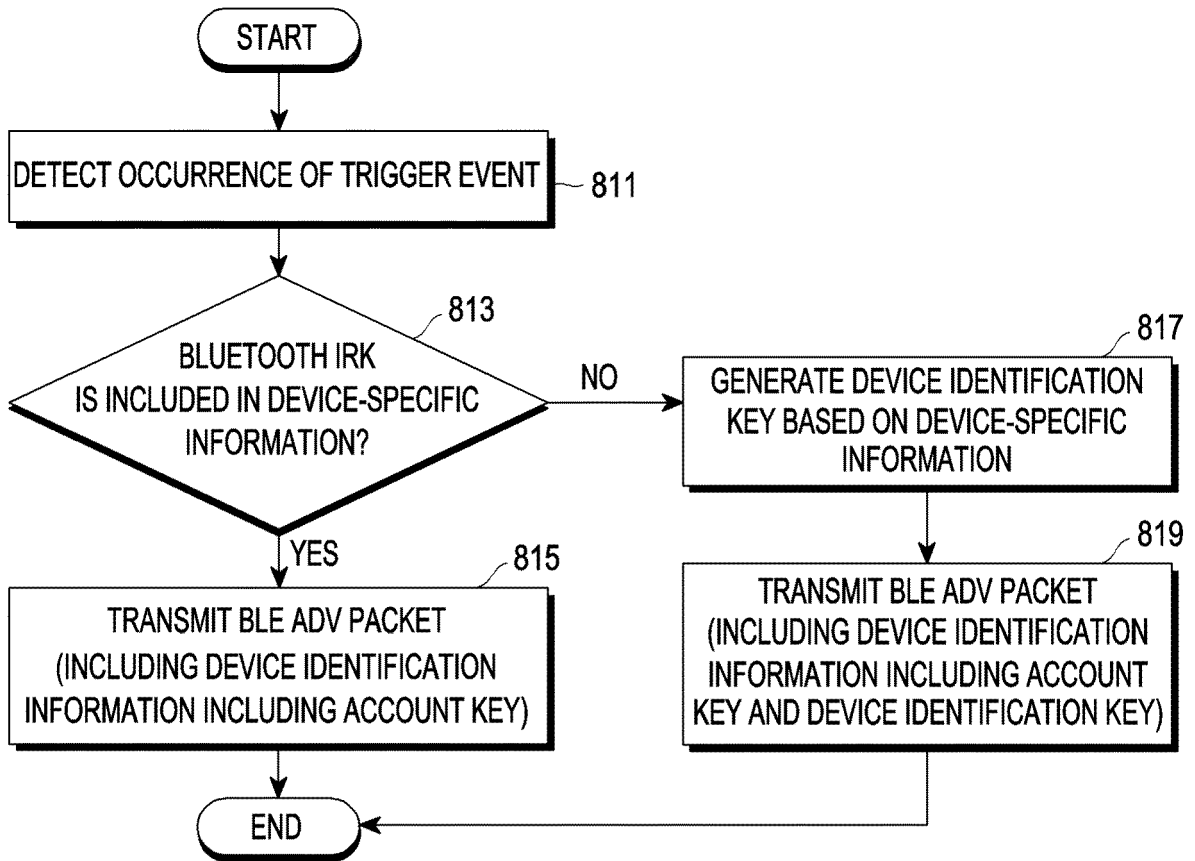 START
DETECT OCCURRENCE OF TRIGGER EVENT
811
813
BLUETOOTH IRK
IS INCLUDED IN DEVICE-SPECIFIC
INFORMATION?
NO
817
GENERATE DEVICE IDENTIFICATION
KEY BASED ON DEVICE-SPECIFIC
INFORMATION
YES
815
TRANSMIT BLE ADV PACKET
(INCLUDING DEVICE IDENTIFICATION
INFORMATION INCLUDING ACCOUNT KEY)
819
TRANSMIT BLE ADV PACKET
(INCLUDING DEVICE IDENTIFICATION
INFORMATION INCLUDING ACCOUNT
KEY AND DEVICE IDENTIFICATION KEY)
END